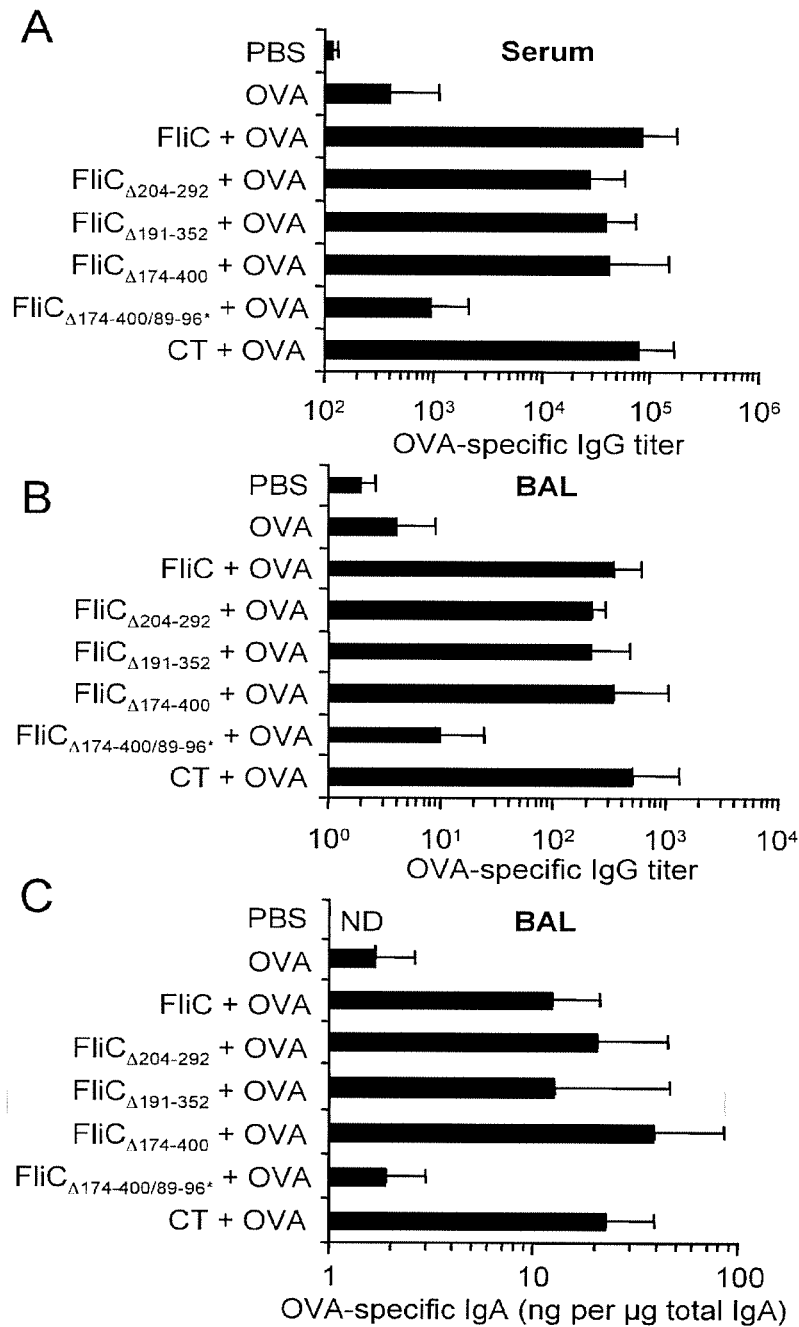 A
Serum
PBS
OVA
FliC + OVA
FliCΔ204-292 + OVA
FliCΔ191-352 + OVA
FliCΔ174-400 + OVA
FliCΔ174-400/89-96* + OVA
CT + OVA
10² 10³ 10⁴ 10⁵ 10⁶
OVA-specific IgG titer
B
BAL
PBS
OVA
FliC + OVA
FliCΔ204-292 + OVA
FliCΔ191-352 + OVA
FliCΔ174-400 + OVA
FliCΔ174-400/89-96* + OVA
CT + OVA
10⁰ 10¹ 10² 10³ 10⁴
OVA-specific IgG titer
C
PBS ND BAL
OVA
FliC + OVA
FliCΔ204-292 + OVA
FliCΔ191-352 + OVA
FliCΔ174-400 + OVA
FliCΔ174-400/89-96* + OVA
CT + OVA
1 10 100
OVA-specific IgA (ng per µg total IgA)